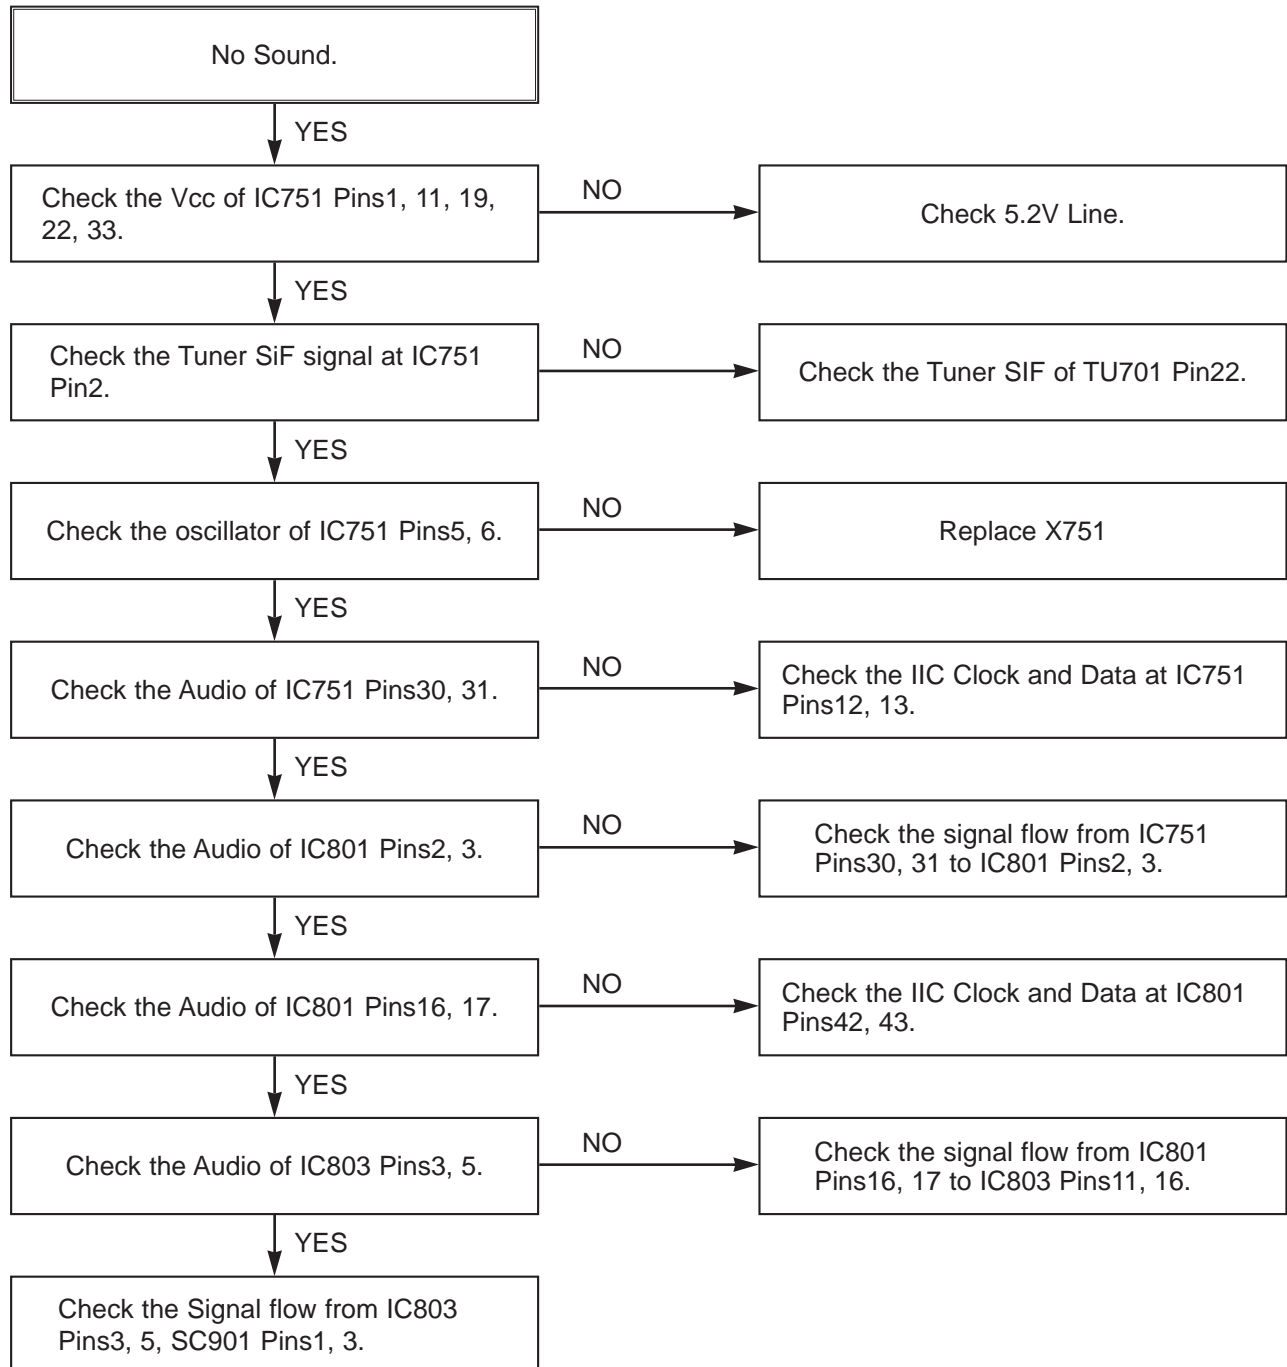 No Sound.
YES
Check the Vcc of IC751 Pins1, 11, 19,
22, 33.
NO
Check 5.2V Line.
YES
Check the Tuner SiF signal at IC751
Pin2.
NO
Check the Tuner SIF of TU701 Pin22.
YES
Check the oscillator of IC751 Pins5, 6.
NO
Replace X751
YES
Check the Audio of IC751 Pins30, 31.
NO
Check the IIC Clock and Data at IC751
Pins12, 13.
YES
Check the Audio of IC801 Pins2, 3.
NO
Check the signal flow from IC751
Pins30, 31 to IC801 Pins2, 3.
YES
Check the Audio of IC801 Pins16, 17.
NO
Check the IIC Clock and Data at IC801
Pins42, 43.
YES
Check the Audio of IC803 Pins3, 5.
NO
Check the signal flow from IC801
Pins16, 17 to IC803 Pins11, 16.
YES
Check the Signal flow from IC803
Pins3, 5, SC901 Pins1, 3.